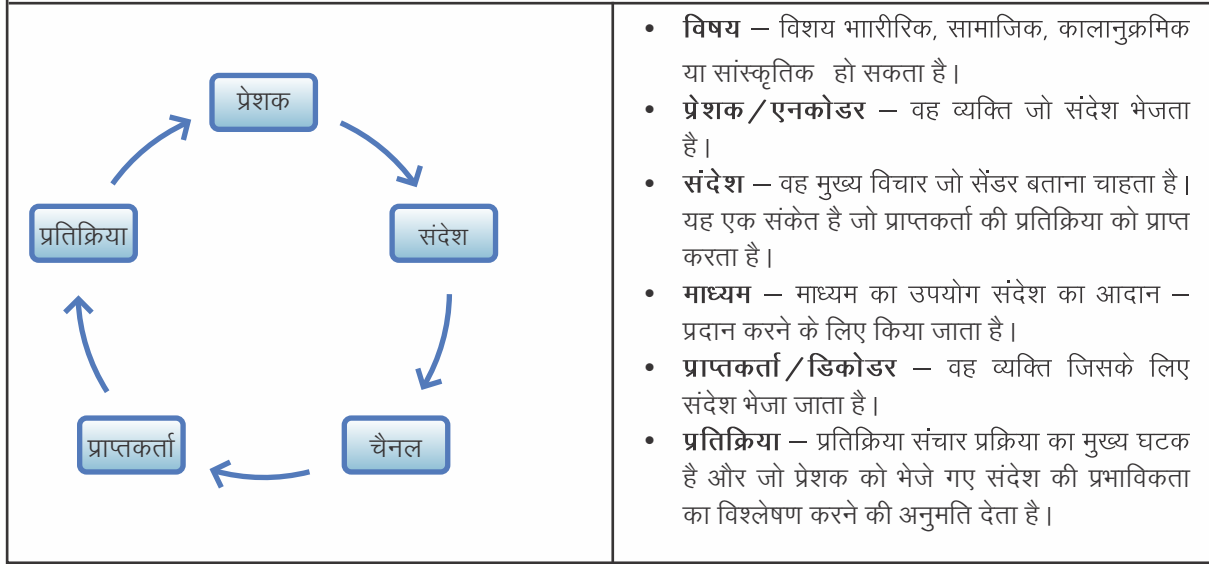 प्रेशक
संदेश
चैनल
प्राप्तकर्ता
प्रतिक्रिया
• विषय – विशय भाारीरिक, सामाजिक, कालानुक्रमिक
या सांस्कृतिक हो सकता है।
• प्रेशक / एनकोडर – वह व्यक्ति जो संदेश भेजता
है।
• संदेश – वह मुख्य विचार जो सेंडर बताना चाहता है।
यह एक संकेत है जो प्राप्तकर्ता की प्रतिक्रिया को प्राप्त
करता है।
• माध्यम – माध्यम का उपयोग संदेश का आदान –
प्रदान करने के लिए किया जाता है।
• प्राप्तकर्ता / डिकोडर – वह व्यक्ति जिसके लिए
संदेश भेजा जाता है।
• प्रतिक्रिया – प्रतिक्रिया संचार प्रक्रिया का मुख्य घटक
है और जो प्रेशक को भेजे गए संदेश की प्रभाविकता
का विश्लेषण करने की अनुमति देता है।